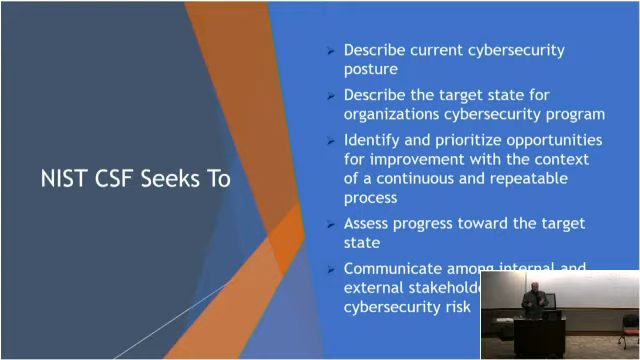 NIST CSF Seeks To
Describe current cybersecurity
posture
Describe the target state for
organizations cybersecurity program
Identify and prioritize opportunities
for improvement with the context
of a continuous and repeatable
process
Assess progress toward the target
state
Communicate among internal and
external
cybersecurity risk